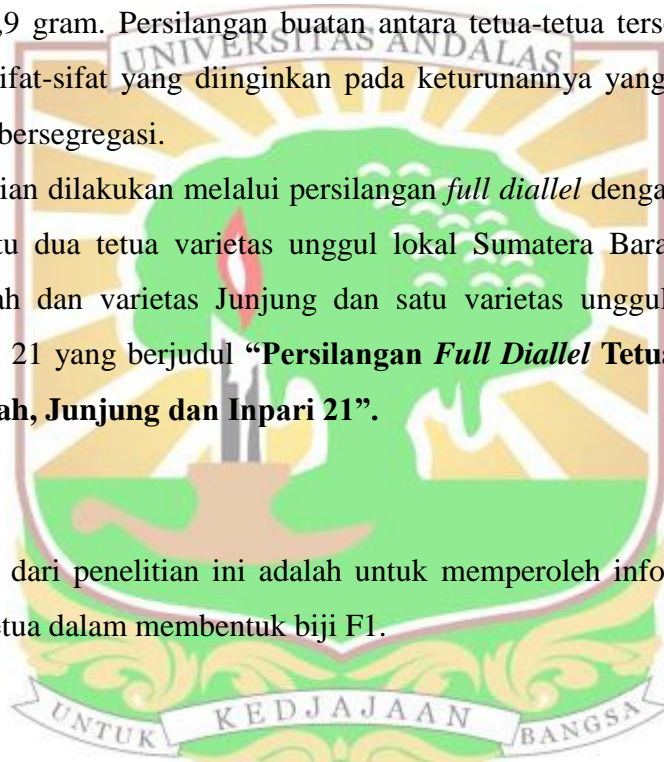 ,9 gram. Persilangan buatan antara tetua-tetua terse
UNIVERSITAS ANDALAS
ifat-sifat yang diinginkan pada keturunannya yang
bersegregasi.
ian dilakukan melalui persilangan full diallel denga
tu dua tetua varietas unggul lokal Sumatera Bara
ah dan varietas Junjung dan satu varietas unggul
21 yang berjudul “Persilangan Full Diallel Tetua
ah, Junjung dan Inpari 21”.
dari penelitian ini adalah untuk memperoleh info
etua dalam membentuk biji F1.
UNTUK KEDJAJAAN BANGSA